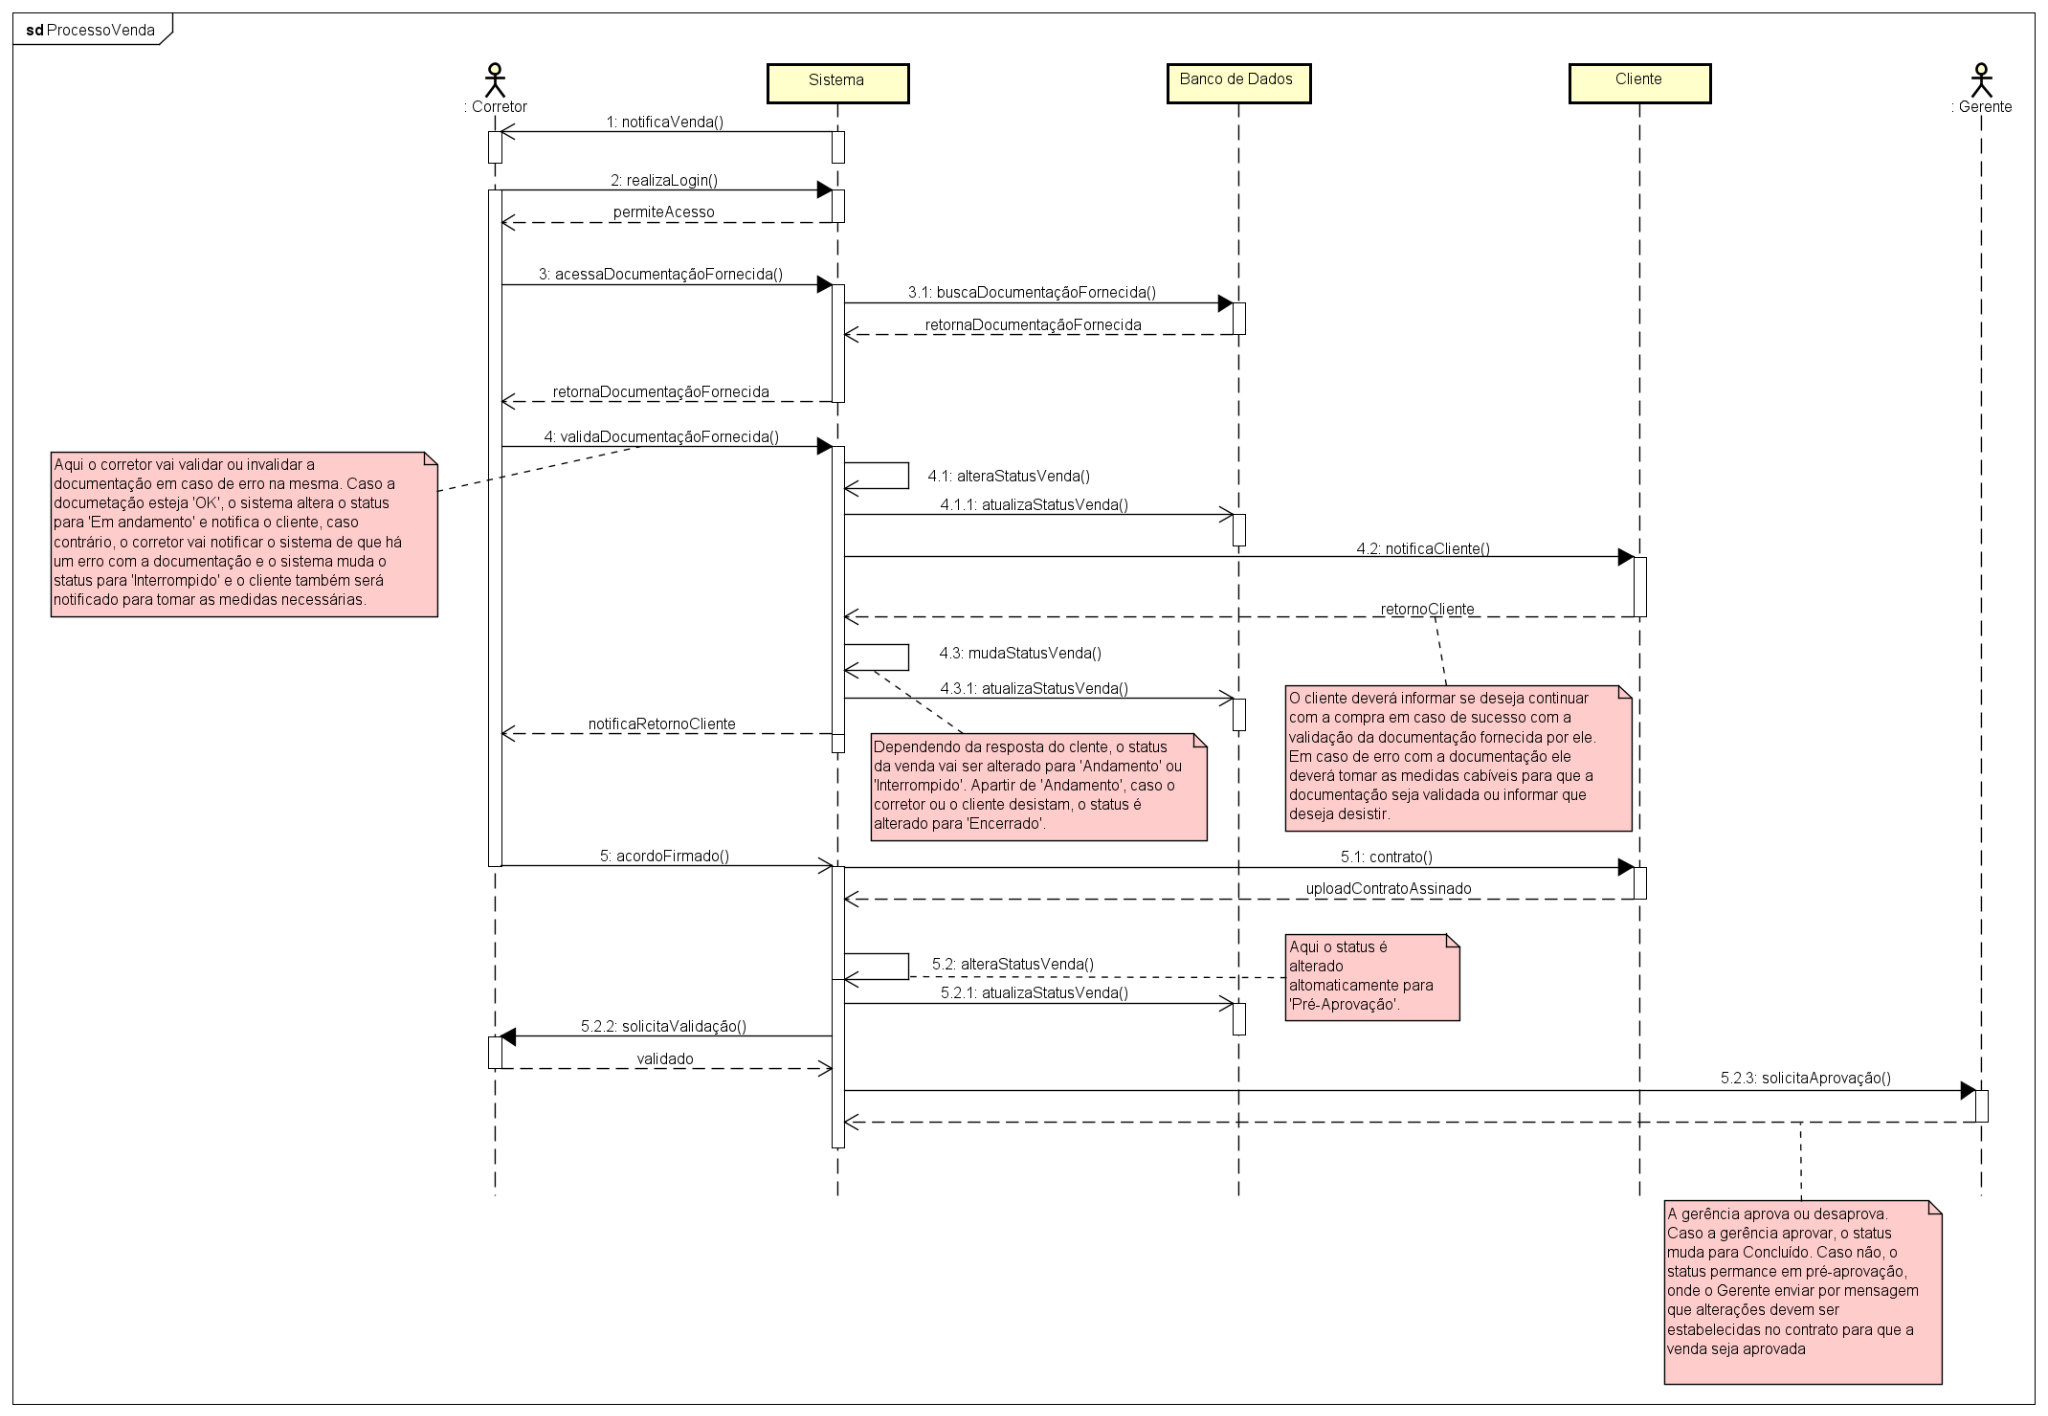 sd ProcessoVenda
: Corretor
Sistema
Banco de Dados
Cliente
: Gerente
1: notificaVenda()
2: realizaLogin()
permiteAcesso
3: acessaDocumentaçãoFornecida()
3.1: buscaDocumentaçãoFornecida()
retornaDocumentaçãoFornecida
retornaDocumentaçãoFornecida
4: validaDocumentaçãoFornecida()
Aqui o corretor vai validar ou invalidar a
documentação em caso de erro na mesma. Caso a
documetação esteja 'OK', o sistema altera o status
para 'Em andamento' e notifica o cliente, caso
contrário, o corretor vai notificar o sistema de que há
um erro com a documentação e o sistema muda o
status para 'Interrompido' e o cliente também será
notificado para tomar as medidas necessárias.
4.1: alteraStatusVenda()
4.1.1: atualizaStatusVenda()
4.2: notificaCliente()
retornoCliente
4.3: mudaStatusVenda()
4.3.1: atualizaStatusVenda()
notificaRetornoCliente
Dependendo da resposta do clente, o status
da venda vai ser alterado para 'Andamento' ou
'Interrompido'. Apartir de 'Andamento', caso o
corretor ou o cliente desistam, o status é
alterado para 'Encerrado'.
O cliente deverá informar se deseja continuar
com a compra em caso de sucesso com a
validação da documentação fornecida por ele.
Em caso de erro com a documentação ele
deverá tomar as medidas cabíveis para que a
documentação seja validada ou informar que
deseja desistir.
5: acordoFirmado()
5.1: contrato()
uploadContratoAssinado
5.2: alteraStatusVenda()
Aqui o status é
alterado
altomaticamente para
'Pré-Aprovação'.
5.2.1: atualizaStatusVenda()
5.2.2: solicitaValidação()
validado
5.2.3: solicitaAprovação()
A gerência aprova ou desaprova.
Caso a gerência aprovar, o status
muda para Concluído. Caso não, o
status permance em pré-aprovação,
onde o Gerente enviar por mensagem
que alterações devem ser
estabelecidas no contrato para que a
venda seja aprovada